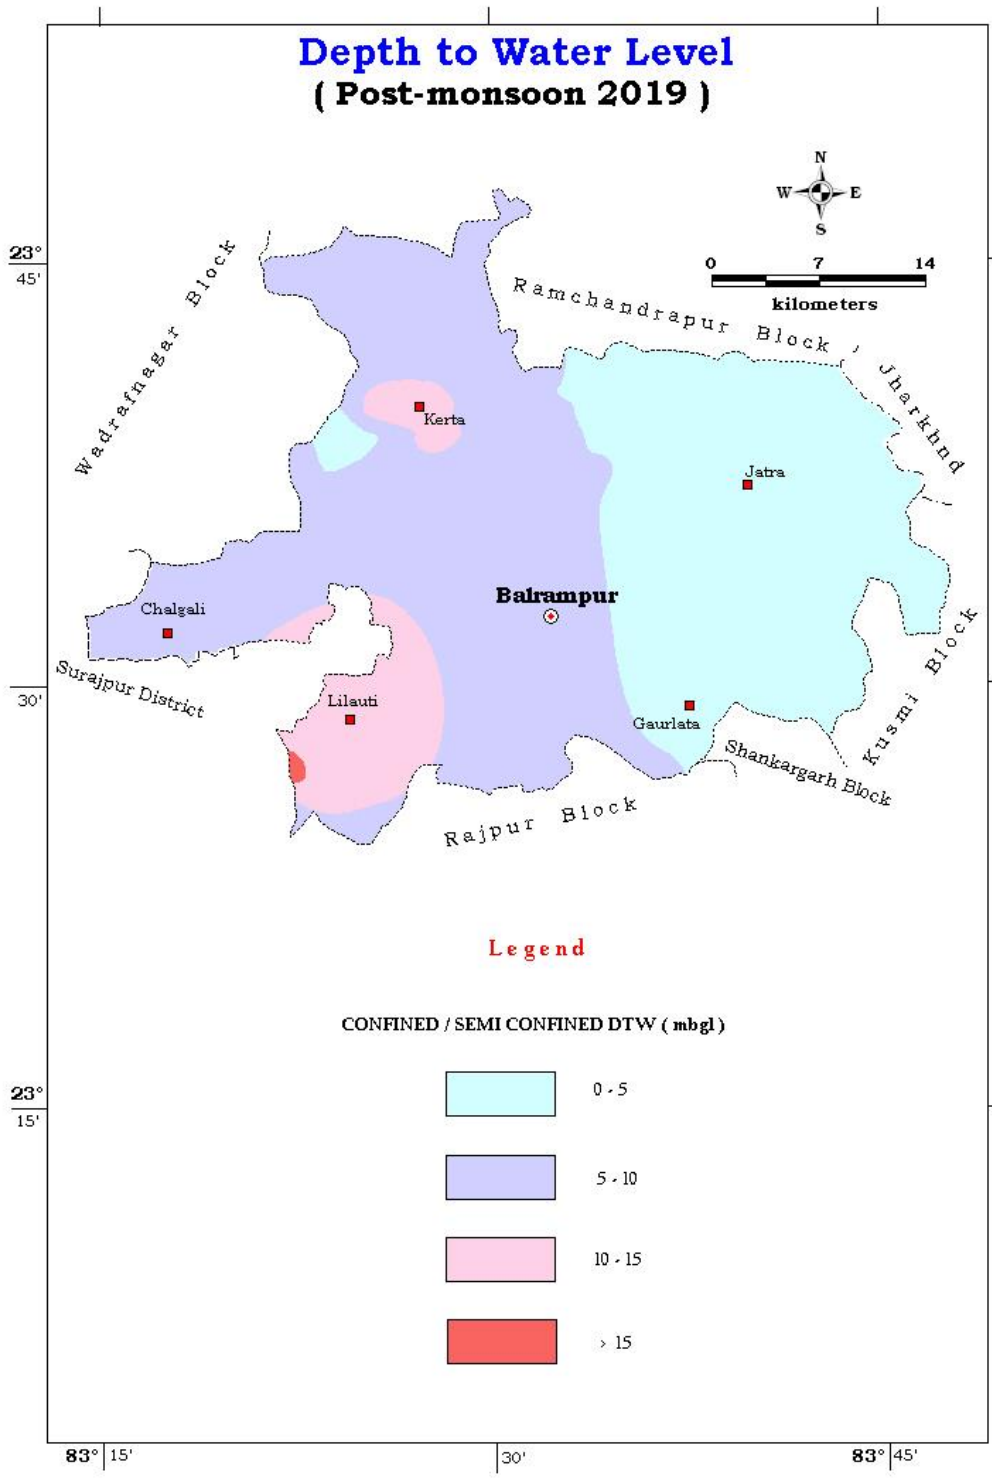 Depth to Water Level
( Post-monsoon 2019 )
N
W E
S
23°
45'
0 7 14
kilometers
Wadrafnagar Block
Ramchandrapur Block
Jharkhnd
Kerta
Jatra
Balrampur
Chalgali
Surajpur District
30'
Lilauti
Gaurlata
Kusmi Block
Shankargarh Block
Rajpur Block
Legend
CONFINED / SEMI CONFINED DTW ( mbgl )
0 - 5
23°
15'
5 - 10
10 - 15
> 15
83° 15' 30' 83° 45'